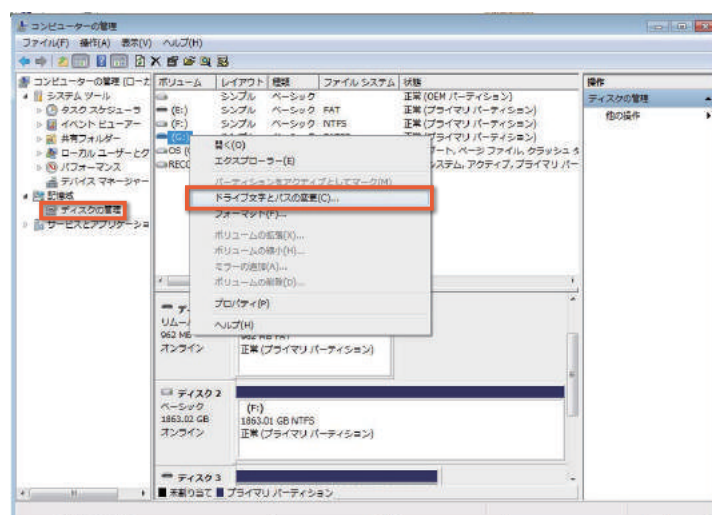 コンピューターの管理
ファイル(F) 操作(A) 表示(V) ヘルプ(H)
コンピューターの管理 (ローカ
システム ツール
タスク スケジューラ
イベント ビューアー
共有フォルダー
ローカル ユーザーとグ
パフォーマンス
デバイス マネージャー
記憶域
ディスクの管理
サービスとアプリケーショ
ボリューム レイアウト 種類 ファイル システム 状態
シンプル ベーシック 正常 (OEM パーティション)
(E:) シンプル ベーシック FAT 正常 (プライマリ パーティション)
(F:) シンプル ベーシック NTFS 正常 (プライマリ パーティション)
(G:)
OS ( ページ ファイル, クラッシュ ダ
RECO システム, アクティブ, プライマリ パー
開く(O)
エクスプローラー(E)
パーティションをアクティブとしてマーク(M)
ドライブ文字とパスの変更(C)...
フォーマット(F)...
ボリュームの拡張(X)...
ボリュームの縮小(H)...
ミラーの追加(A)...
ボリュームの削除(D)...
プロパティ(P)
ヘルプ(H)
操作
ディスクの管理
他の操作
リムー
962 MB
オンライン
正常 (プライマリ パーティション)
ディスク 2
ベーシック
1863.02 GB
オンライン
(F:)
1863.01 GB NTFS
正常 (プライマリ パーティション)
ディスク 3
未割り当て プライマリ パーティション